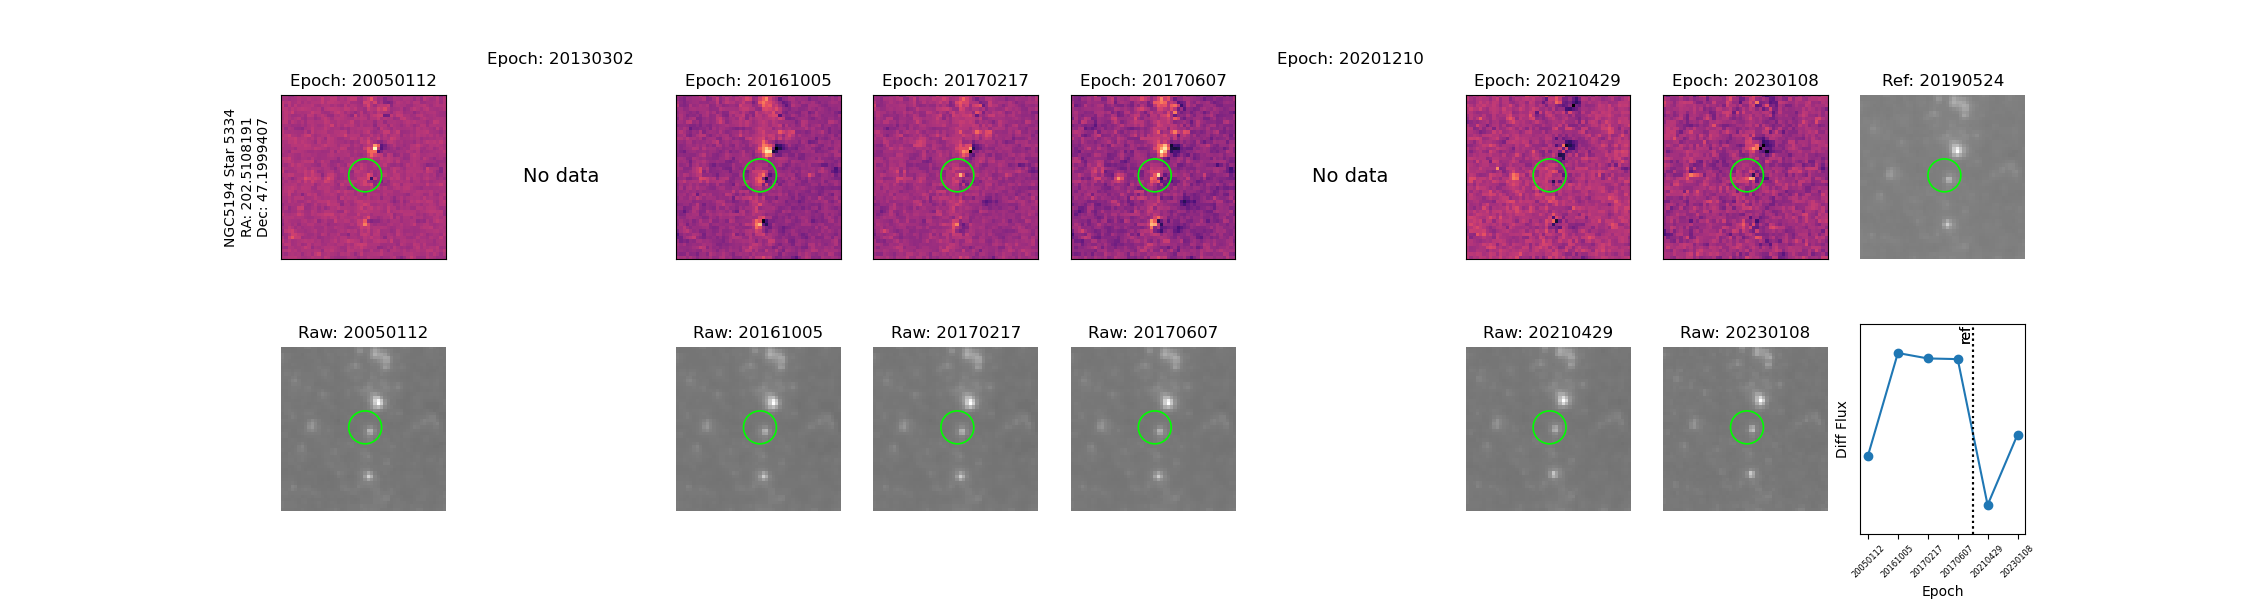 Epoch: 20130302
Epoch: 20201210
Epoch: 20050112
Epoch: 20161005
Epoch: 20170217
Epoch: 20170607
Epoch: 20210429
Epoch: 20230108
Ref: 20190524
NGC5194 Star 5334
RA: 202.5108191
Dec: 47.1999407
No data
No data
Raw: 20050112
Raw: 20161005
Raw: 20170217
Raw: 20170607
Raw: 20210429
Raw: 20230108
ref
Diff Flux
20050112
20161005
20170217
20170607
20210429
20230108
Epoch